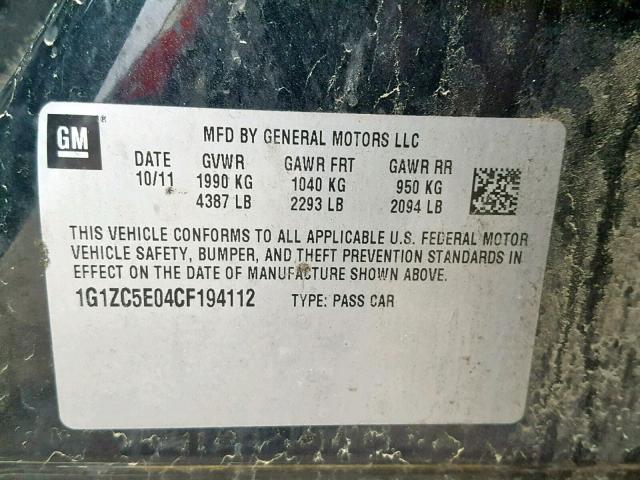 GM ®
MFD BY GENERAL MOTORS LLC
DATE GVWR GAWR FRT GAWR RR
10/11 1990 KG 1040 KG 950 KG
4387 LB 2293 LB 2094 LB
THIS VEHICLE CONFORMS TO ALL APPLICABLE U.S. FEDERAL MOTOR
VEHICLE SAFETY, BUMPER, AND THEFT PREVENTION STANDARDS IN
EFFECT ON THE DATE OF MANUFACTURE SHOWN ABOVE.
1G1ZC5E04CF194112 TYPE: PASS CAR